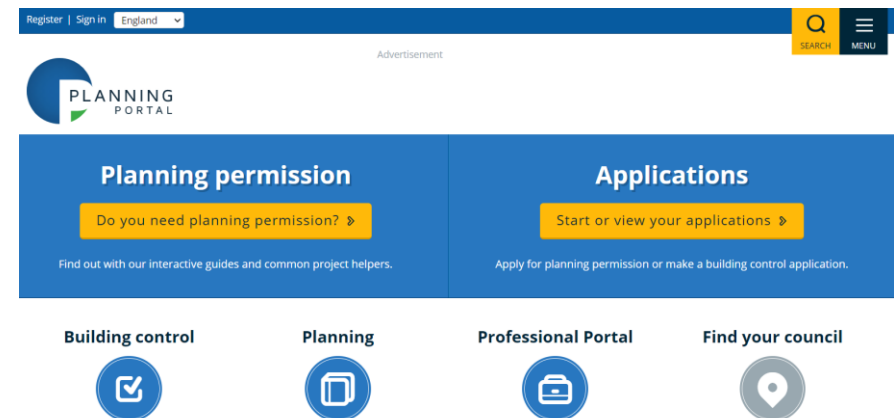 Register | Sign in England
SEARCH
MENU
Advertisement
PLANNING
PORTAL
Planning permission
Do you need planning permission?
Find out with our interactive guides and common project helpers.
Applications
Start or view your applications
Apply for planning permission or make a building control application.
Building control
Planning
Professional Portal
Find your council